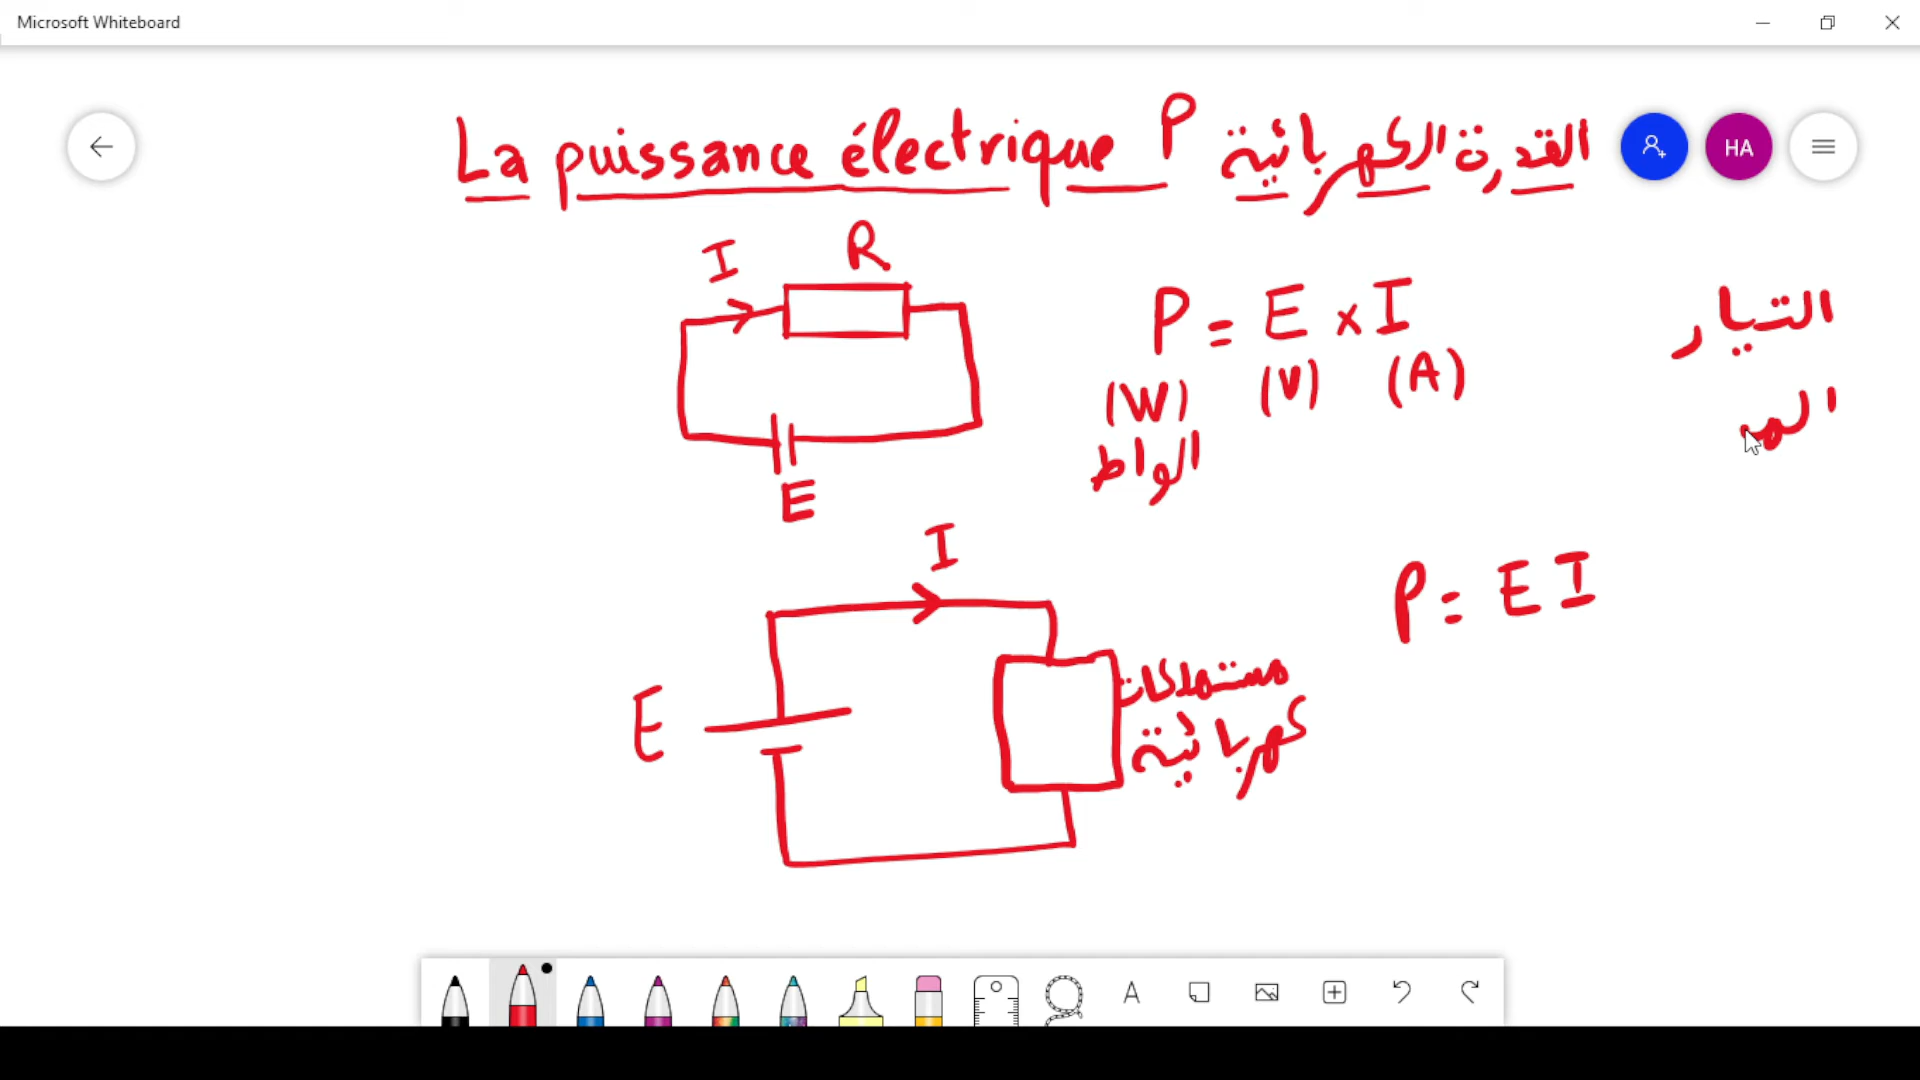 Microsoft Whiteboard
La puissance électrique P القدرة الكهربائية
HA
I
R
P = E x I
(W) (V) (A)
الواط
التيار
E
I
P = E I
E
مستهلكات
كهربائية
A